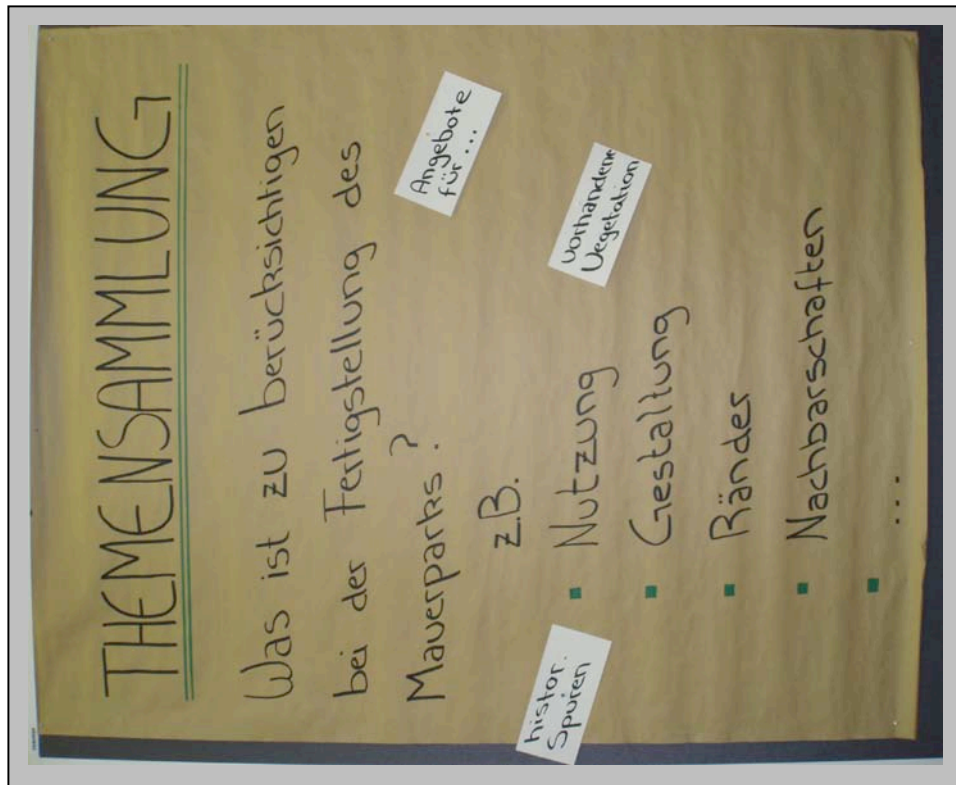 THEMENSAMMLUNG
Was ist zu berücksichtigen
bei der Fertigstellung des
Mauerparks?
Angebote
für ...
z.B.
histor.
Spuren
Nutzung
vorhandene
Vegetation
Gestaltung
Ränder
Nachbarschaften
...